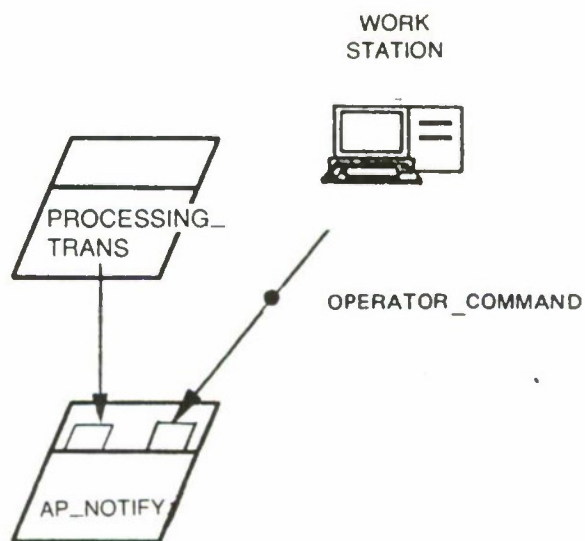 WORK
STATION
PROCESSING_
TRANS
OPERATOR_COMMAND
AP_NOTIFY